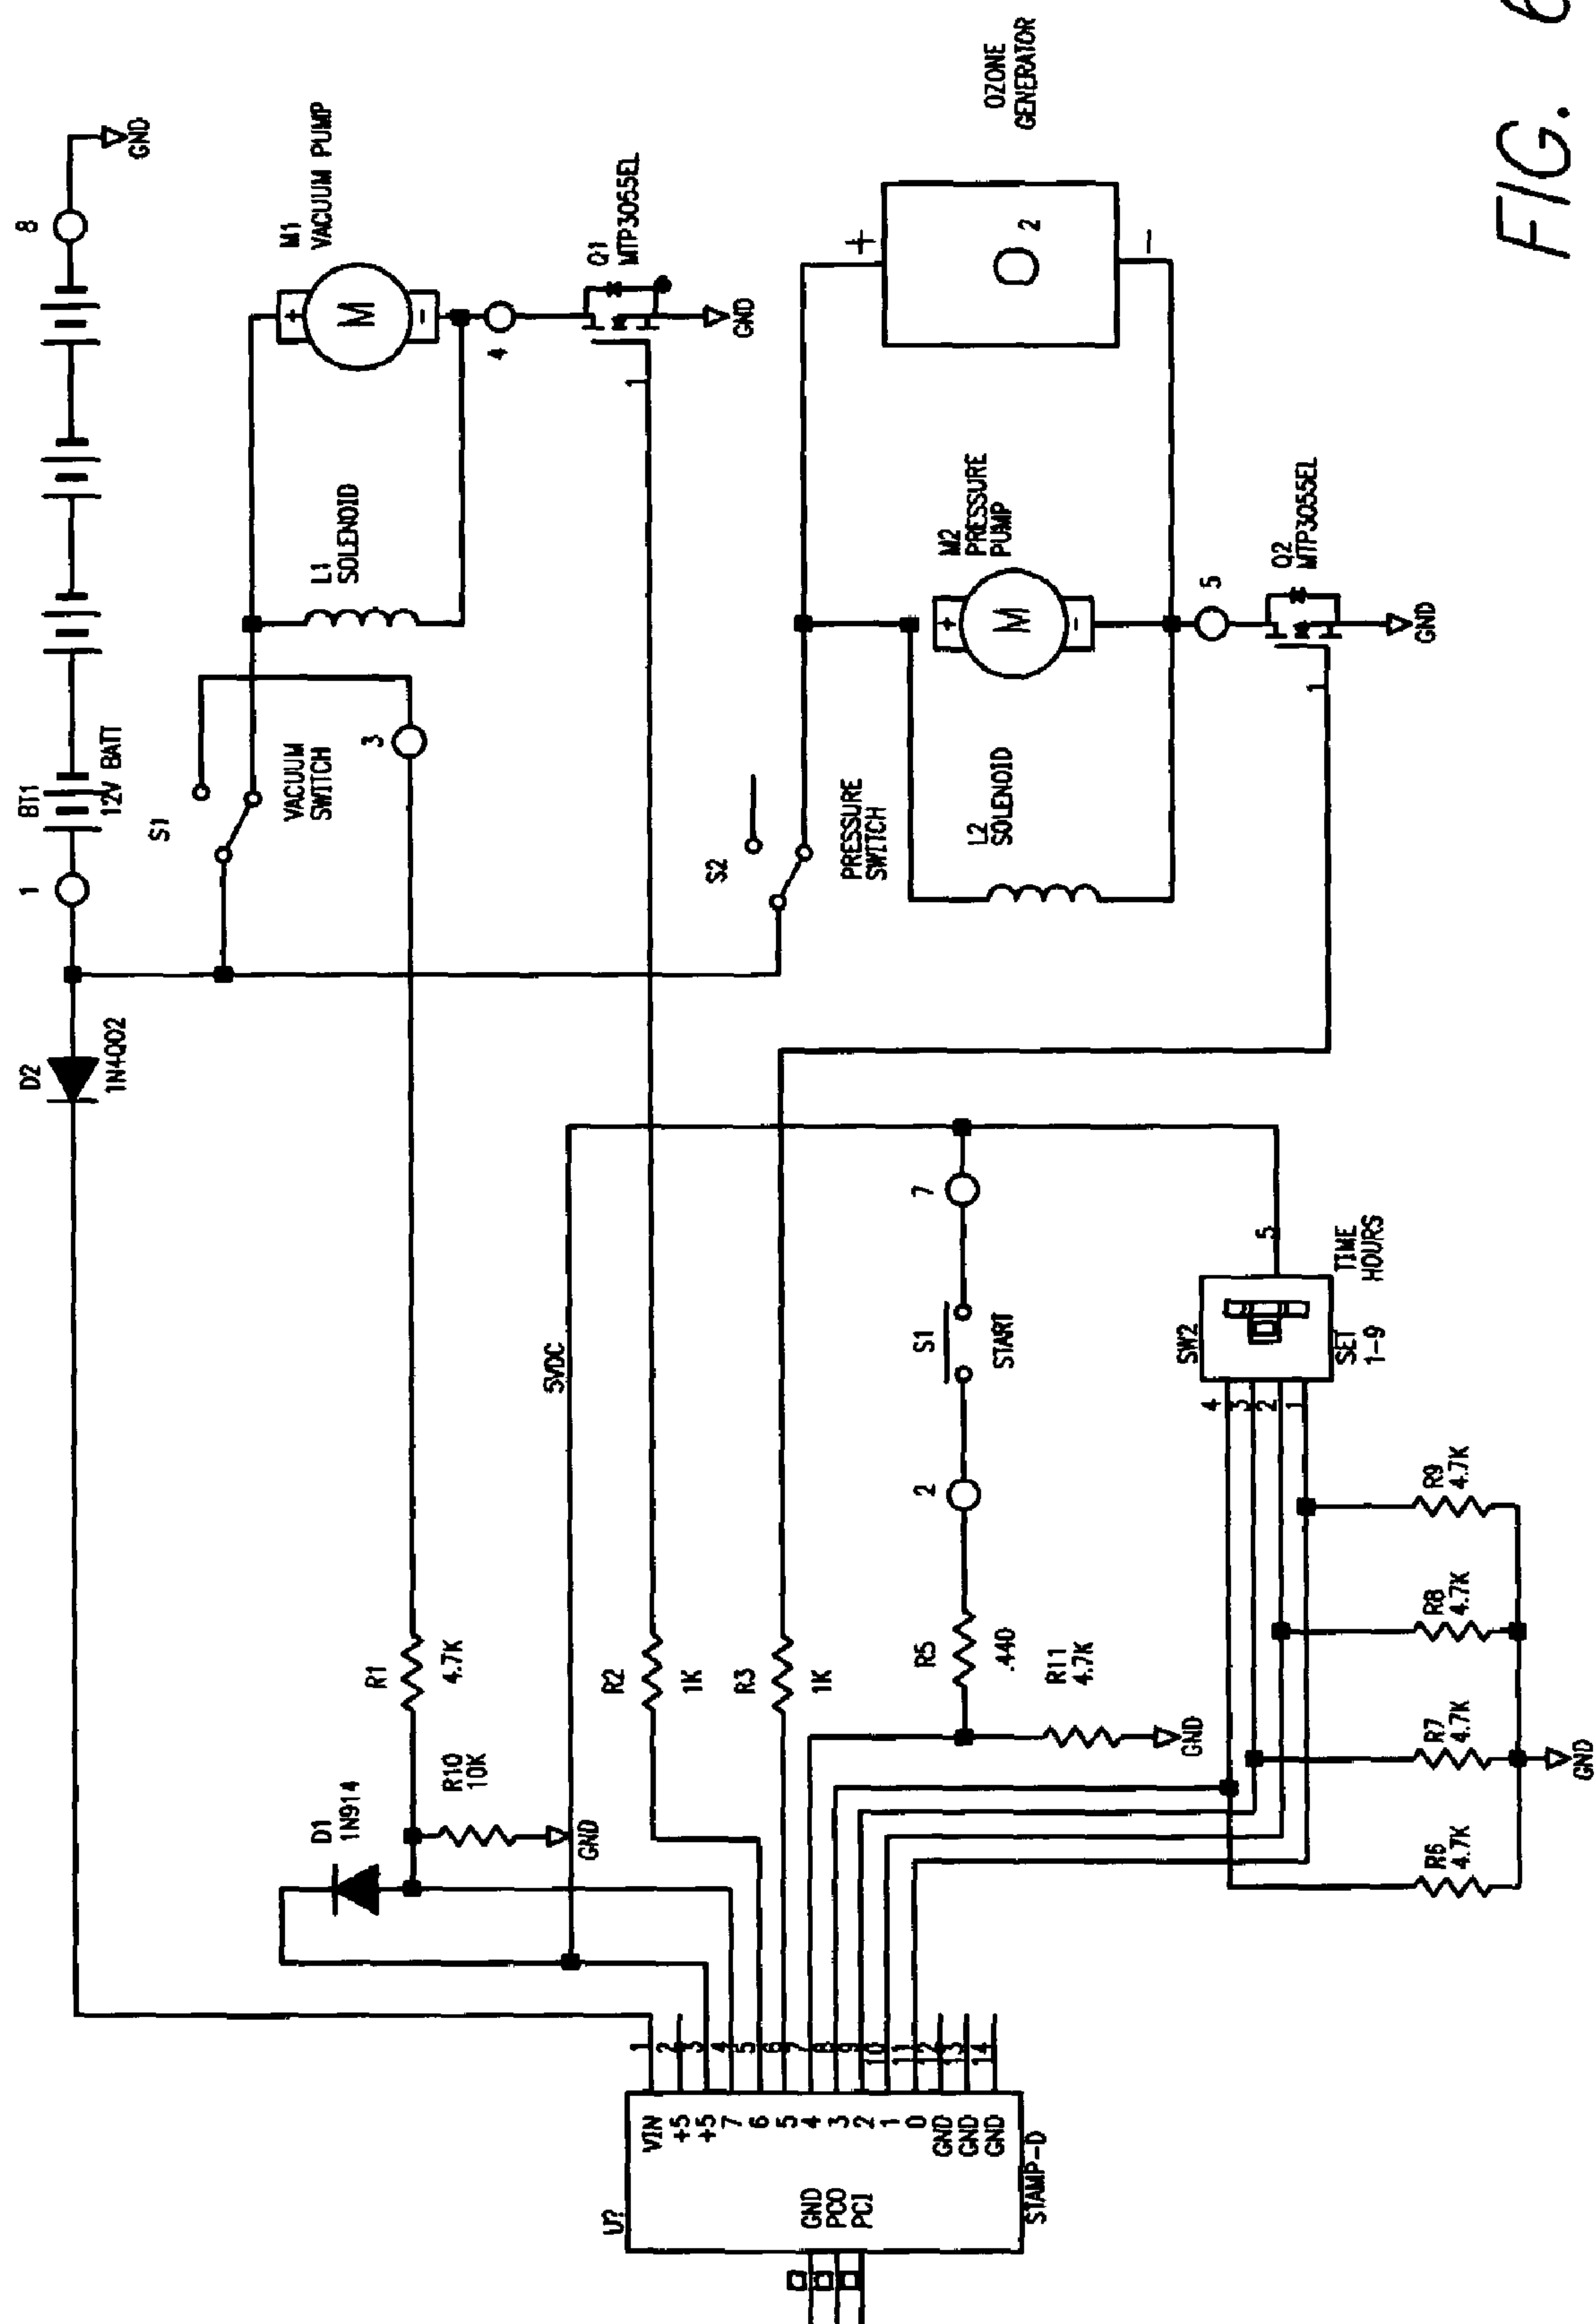 8
GND
BT1
12V BATT
1
D2
1N4002
M1
VACUUM PUMP
+
M
-
4
Q1
MTP3055EL
1
GND
L1
SOLENOID
S1
VACUUM
SWITCH
3
OZONE
GENERATOR
+
O 2
-
M2
PRESSURE
PUMP
+
M
-
5
Q2
MTP3055EL
1
GND
S2
PRESSURE
SWITCH
L2
SOLENOID
5VDC
7
S1
START
2
R5
.440
R11
4.7K
GND
5
TIME
HOURS
SW2
SET
1-9
4
3
2
1
R1
4.7K
R10
10K
GND
D1
1N914
R2
1K
R3
1K
R9
4.7K
R8
4.7K
R7
4.7K
R6
4.7K
GND
1
2
3
4
5
6
7
8
9
10
11
12
13
14
VIN
+5
+5
7
6
5
4
3
2
1
0
GND
GND
GND
GND
PCO
PCI
U?
STAMP-D
FIG. 6